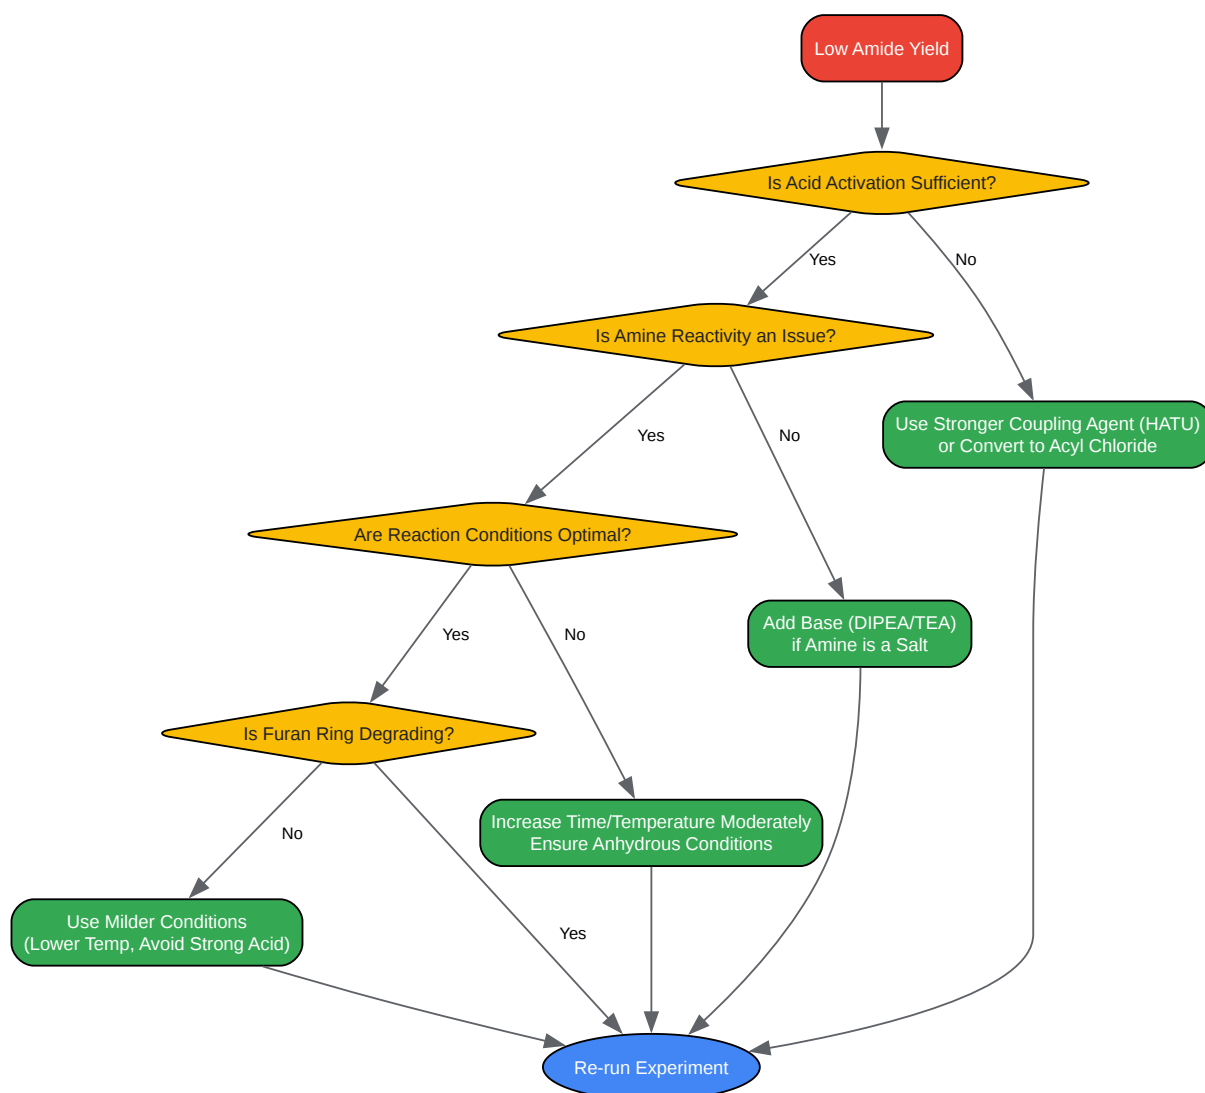 Low Amide Yield
Is Acid Activation Sufficient?
Yes
No
Is Amine Reactivity an Issue?
Yes
No
Use Stronger Coupling Agent (HATU)
or Convert to Acyl Chloride
Are Reaction Conditions Optimal?
Yes
No
Add Base (DIPEA/TEA)
if Amine is a Salt
Is Furan Ring Degrading?
No
Yes
Increase Time/Temperature Moderately
Ensure Anhydrous Conditions
Use Milder Conditions
(Lower Temp, Avoid Strong Acid)
Re-run Experiment